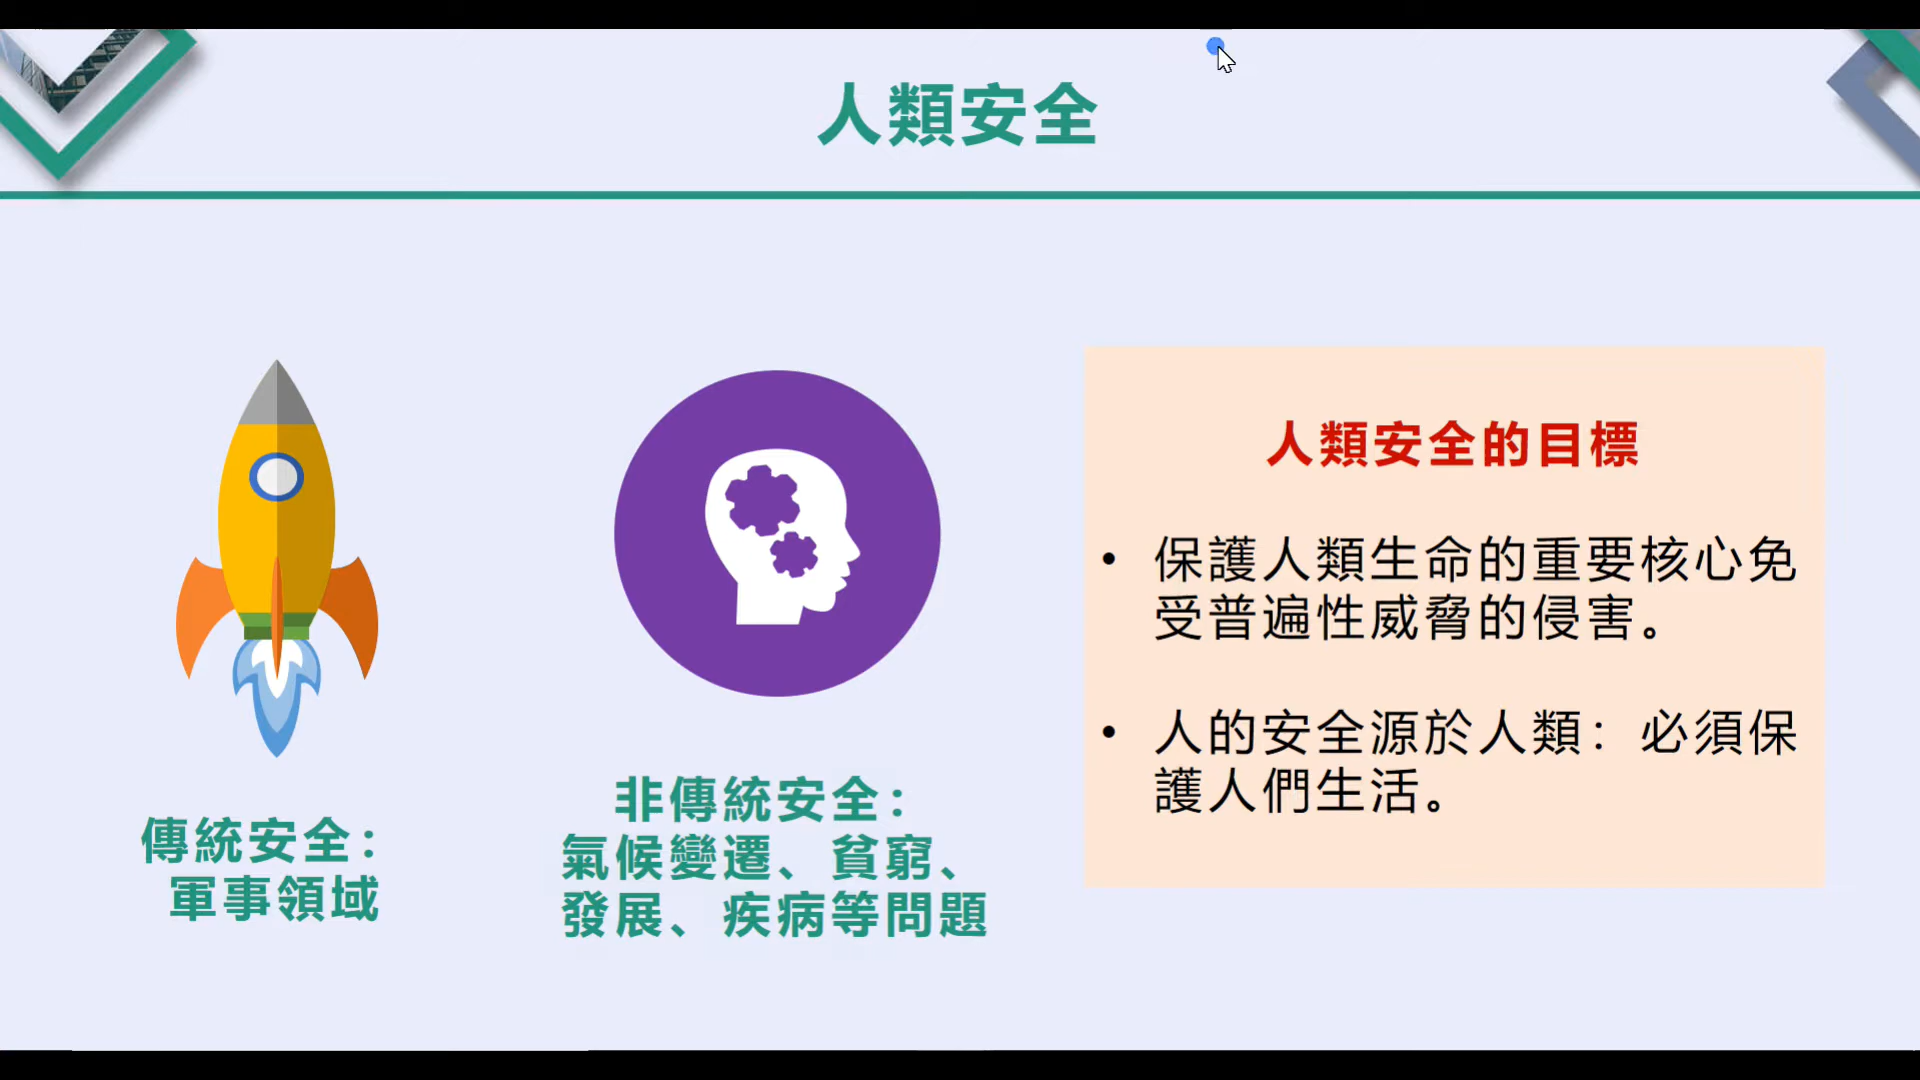 人類安全
傳統安全：
軍事領域
非傳統安全：
氣候變遷、貧窮、
發展、疾病等問題
人類安全的目標
• 保護人類生命的重要核心免
受普遍性威脅的侵害。
• 人的安全源於人類：必須保
護人們生活。